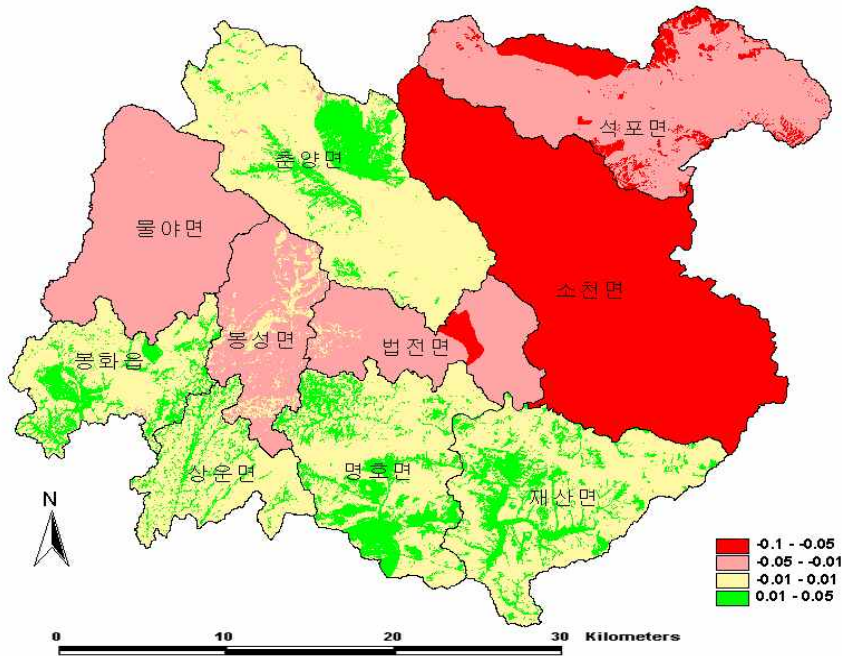 석포면
춘양면
물야면
소천면
봉성면
법전면
봉화읍
상운면
명호면
재산면
N
-0.1 - -0.05
-0.05 - -0.01
-0.01 - 0.01
0.01 - 0.05
0 10 20 30 Kilometers